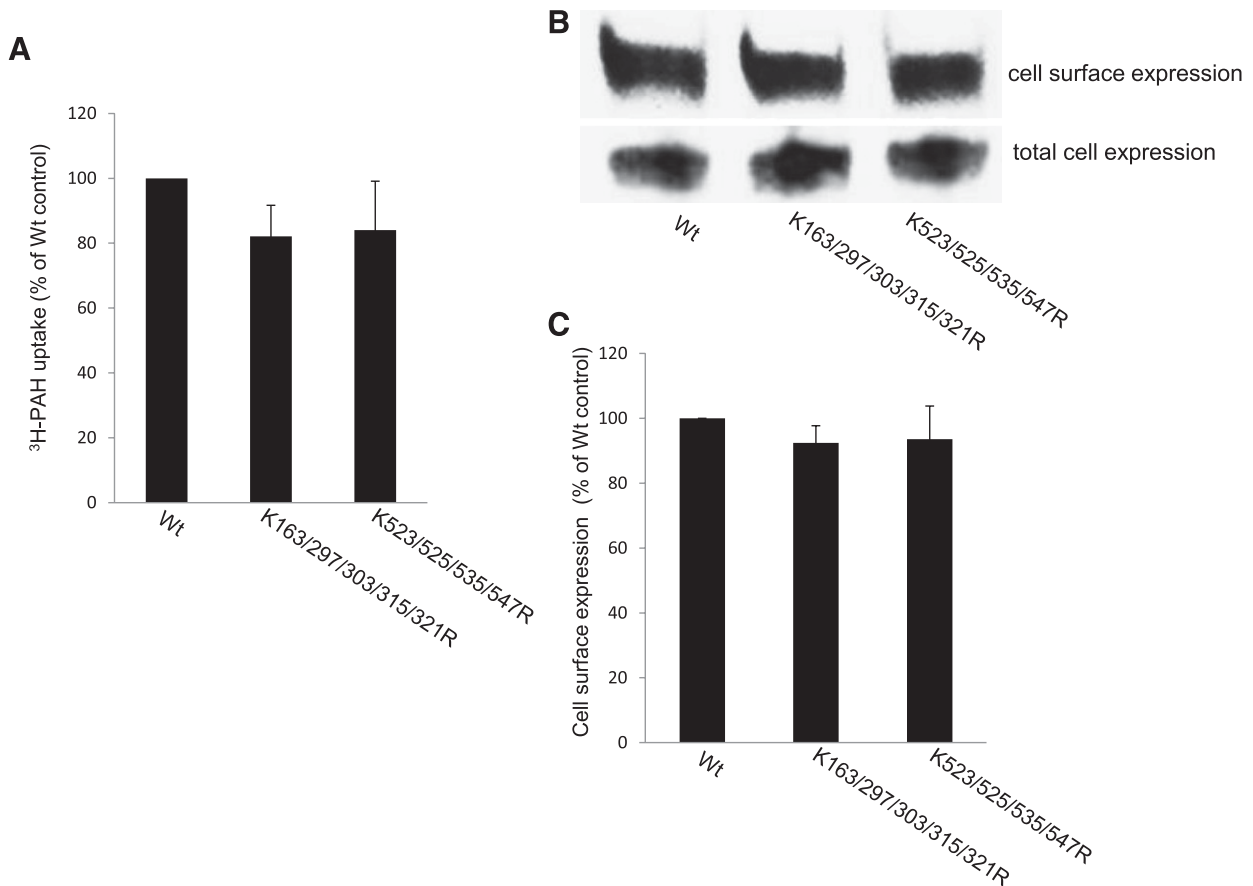 A
³H-PAH uptake (% of Wt control)
120
100
80
60
40
20
0
Wt
K163/297/303/315/321R
K523/525/535/547R
B
cell surface expression
total cell expression
Wt
K163/297/303/315/321R
K523/525/535/547R
C
Cell surface expression (% of Wt control)
120
100
80
60
40
20
0
Wt
K163/297/303/315/321R
K523/525/535/547R